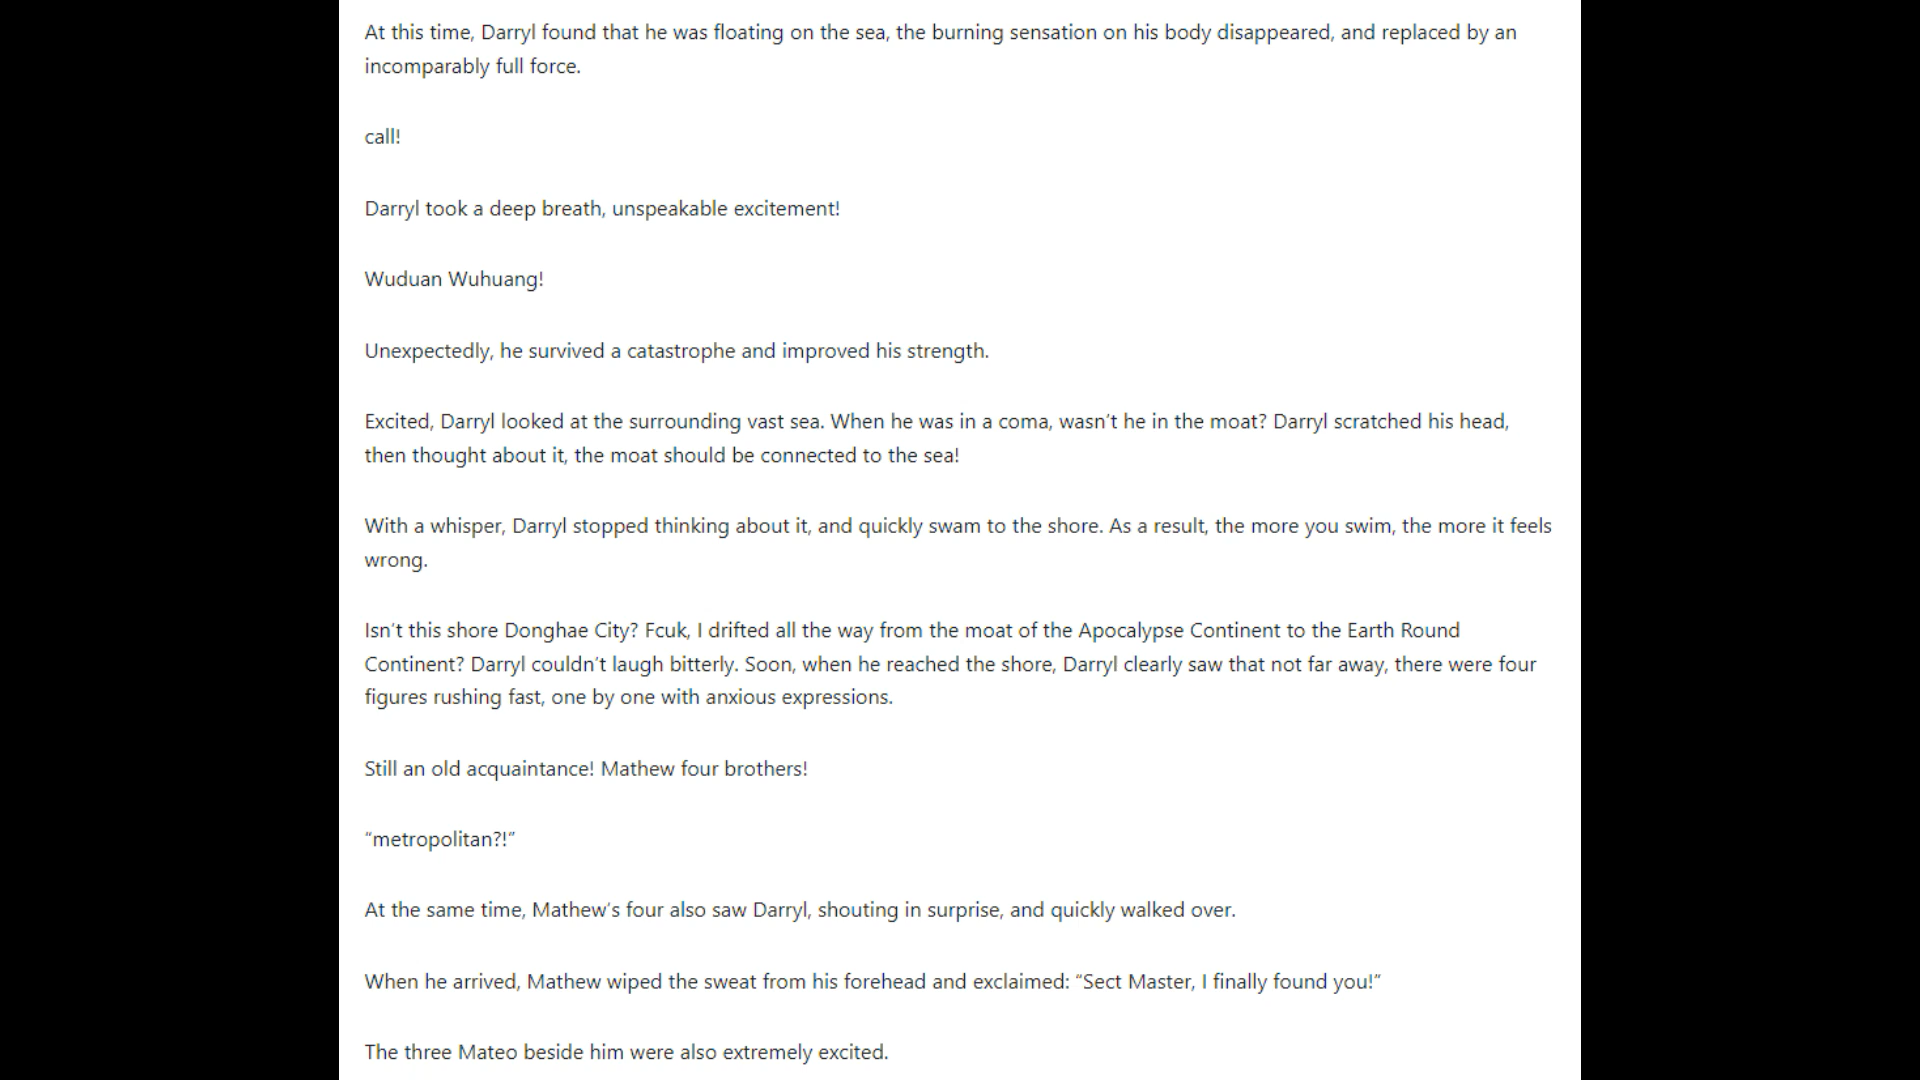 At this time, Darryl found that he was floating on the sea, the burning sensation on his body disappeared, and replaced by an
incomparably full force.
call!
Darryl took a deep breath, unspeakable excitement!
Wuduan Wuhuang!
Unexpectedly, he survived a catastrophe and improved his strength.
Excited, Darryl looked at the surrounding vast sea. When he was in a coma, wasn’t he in the moat? Darryl scratched his head,
then thought about it, the moat should be connected to the sea!
With a whisper, Darryl stopped thinking about it, and quickly swam to the shore. As a result, the more you swim, the more it feels
wrong.
Isn’t this shore Donghae City? Fcuk, I drifted all the way from the moat of the Apocalypse Continent to the Earth Round
Continent? Darryl couldn’t laugh bitterly. Soon, when he reached the shore, Darryl clearly saw that not far away, there were four
figures rushing fast, one by one with anxious expressions.
Still an old acquaintance! Mathew four brothers!
“metropolitan?!”
At the same time, Mathew’s four also saw Darryl, shouting in surprise, and quickly walked over.
When he arrived, Mathew wiped the sweat from his forehead and exclaimed: “Sect Master, I finally found you!”
The three Mateo beside him were also extremely excited.